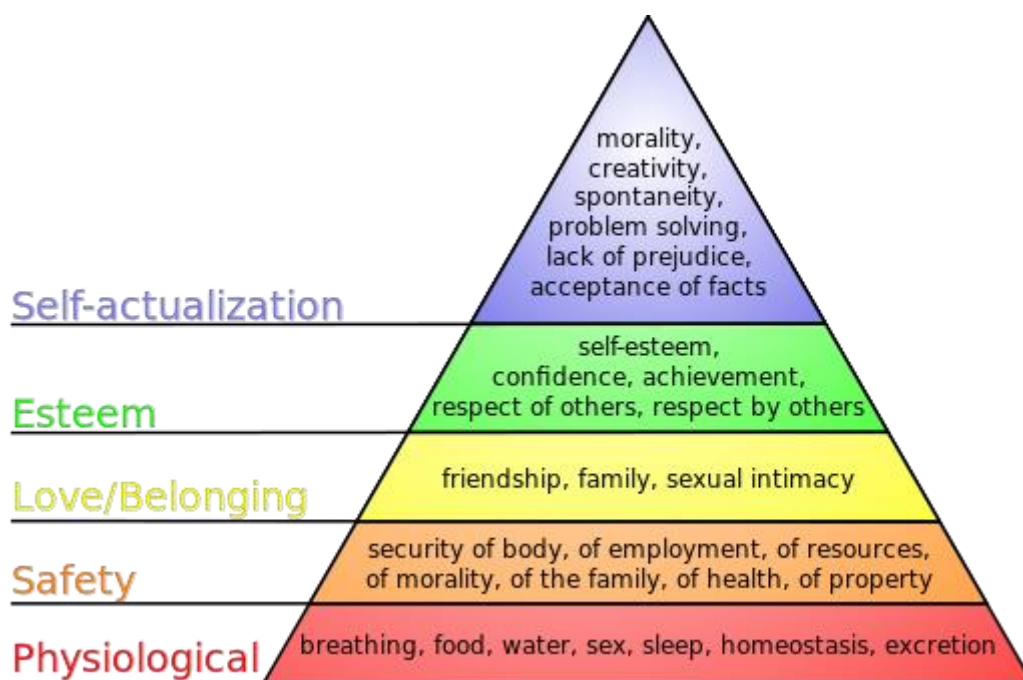 morality,
creativity,
spontaneity,
problem solving,
lack of prejudice,
acceptance of facts
Self-actualization
self-esteem,
confidence, achievement,
respect of others, respect by others
Esteem
friendship, family, sexual intimacy
Love/Belonging
security of body, of employment, of resources,
of morality, of the family, of health, of property
Safety
breathing, food, water, sex, sleep, homeostasis, excretion
Physiological